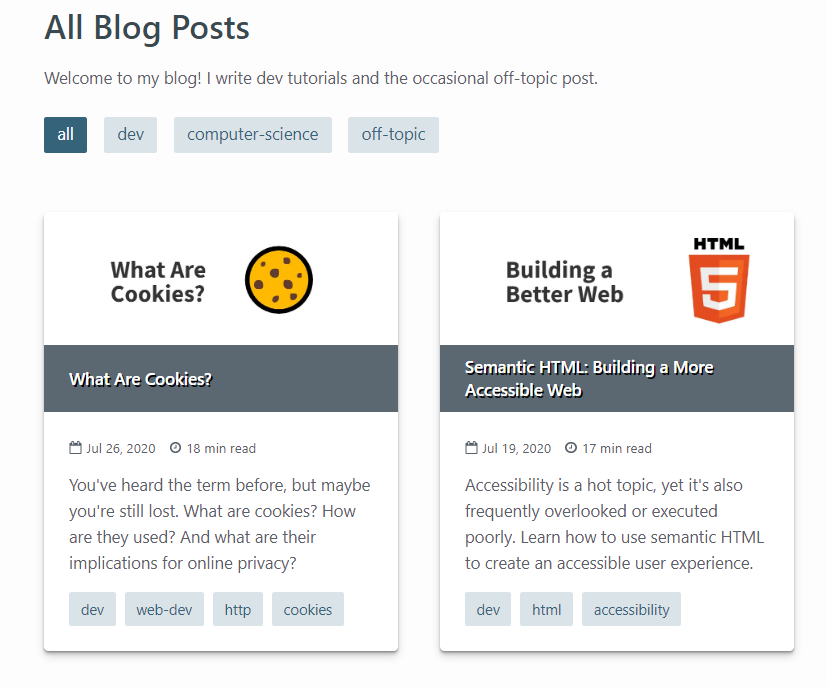 All Blog Posts
Welcome to my blog! I write dev tutorials and the occasional off-topic post.
all dev computer-science off-topic
What Are
Cookies?
What Are Cookies?
Jul 26, 2020 18 min read
You've heard the term before, but maybe
you're still lost. What are cookies? How
are they used? And what are their
implications for online privacy?
dev web-dev http cookies
HTML
5
Building a
Better Web
Semantic HTML: Building a More
Accessible Web
Jul 19, 2020 17 min read
Accessibility is a hot topic, yet it's also
frequently overlooked or executed
poorly. Learn how to use semantic HTML
to create an accessible user experience.
dev html accessibility